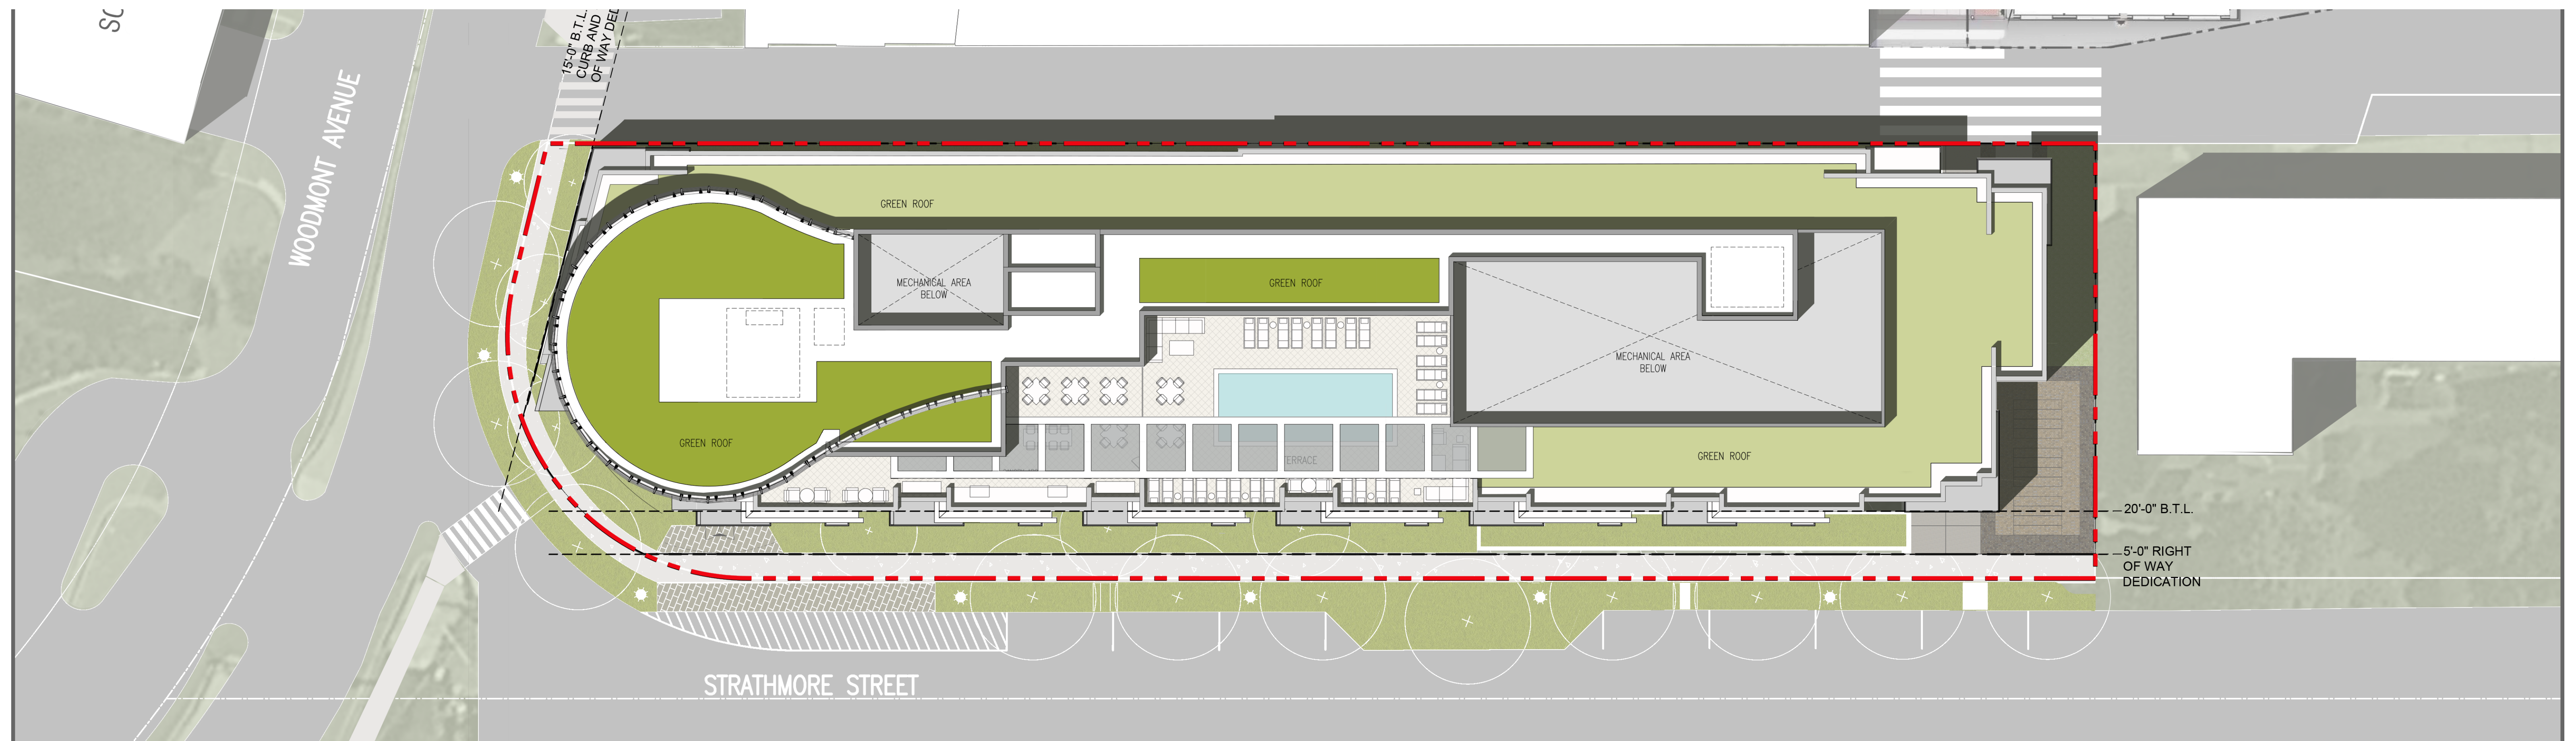 15'-0" B.T.L.
CURB AND
OF WAY DED
WOODMONT AVENUE
GREEN ROOF
MECHANICAL AREA
BELOW
GREEN ROOF
MECHANICAL AREA
BELOW
GREEN ROOF
GREEN ROOF
TERRACE
20'-0" B.T.L.
5'-0" RIGHT
OF WAY
DEDICATION
STRATHMORE STREET